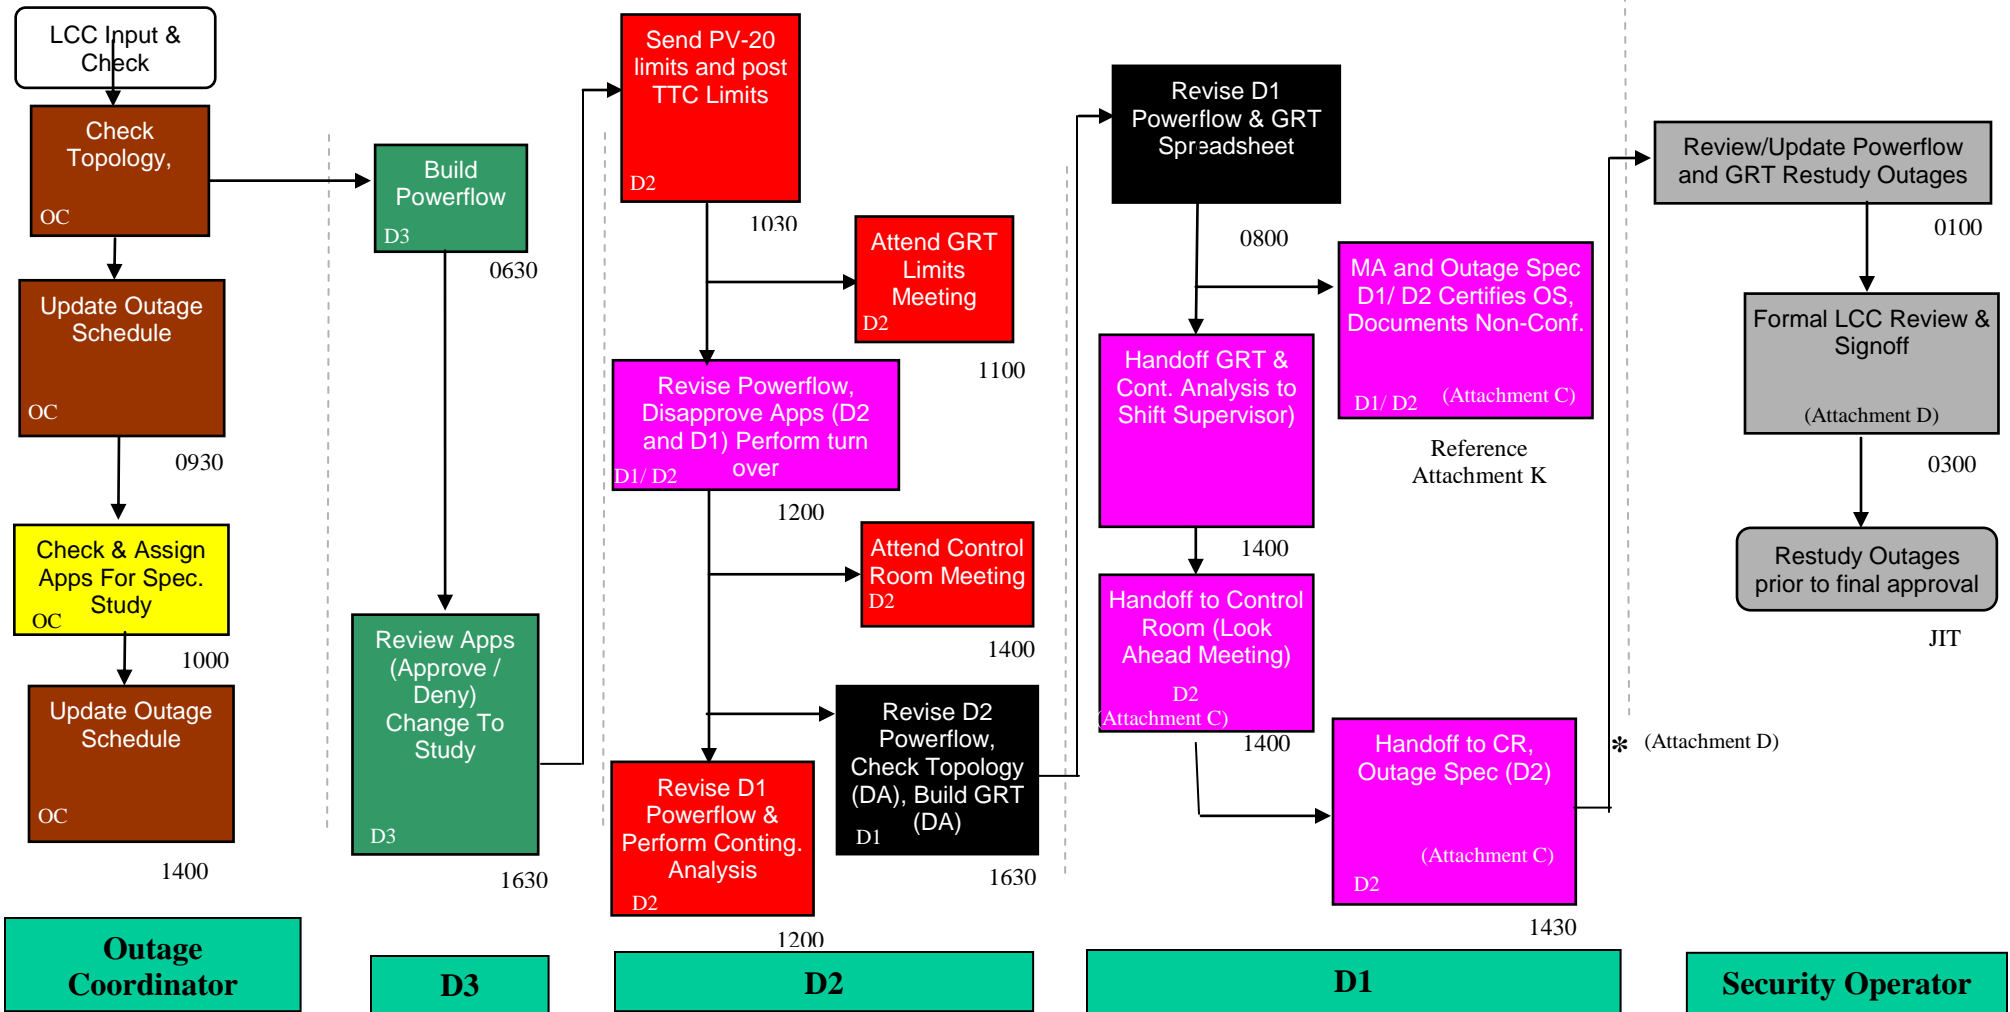 LCC Input &
Check
Check
Topology,
OC
Update Outage
Schedule
OC
0930
Check & Assign
Apps For Spec.
Study
OC
1000
Update Outage
Schedule
OC
1400
Outage
Coordinator
Build
Powerflow
D3
0630
Review Apps
(Approve /
Deny)
Change To
Study
D3
1630
D3
Send PV-20
limits and post
TTC Limits
D2
1030
Attend GRT
Limits
Meeting
D2
1100
Revise Powerflow,
Disapprove Apps (D2
and D1) Perform turn
over
D1/ D2
1200
Attend Control
Room Meeting
D2
1400
Revise D2
Powerflow,
Check Topology
(DA), Build GRT
(DA)
D1
1630
Revise D1
Powerflow &
Perform Conting.
Analysis
D2
1200
D2
Revise D1
Powerflow & GRT
Spreadsheet
0800
MA and Outage Spec
D1/ D2 Certifies OS,
Documents Non-Conf.
D1/ D2 (Attachment C)
Reference
Attachment K
Handoff GRT &
Cont. Analysis to
Shift Supervisor)
1400
Handoff to Control
Room (Look
Ahead Meeting)
D2
(Attachment C)
1400
Handoff to CR,
Outage Spec (D2)
(Attachment C)
D2
1430
D1
* (Attachment D)
Review/Update Powerflow
and GRT Restudy Outages
0100
Formal LCC Review &
Signoff
(Attachment D)
0300
Restudy Outages
prior to final approval
JIT
Security Operator